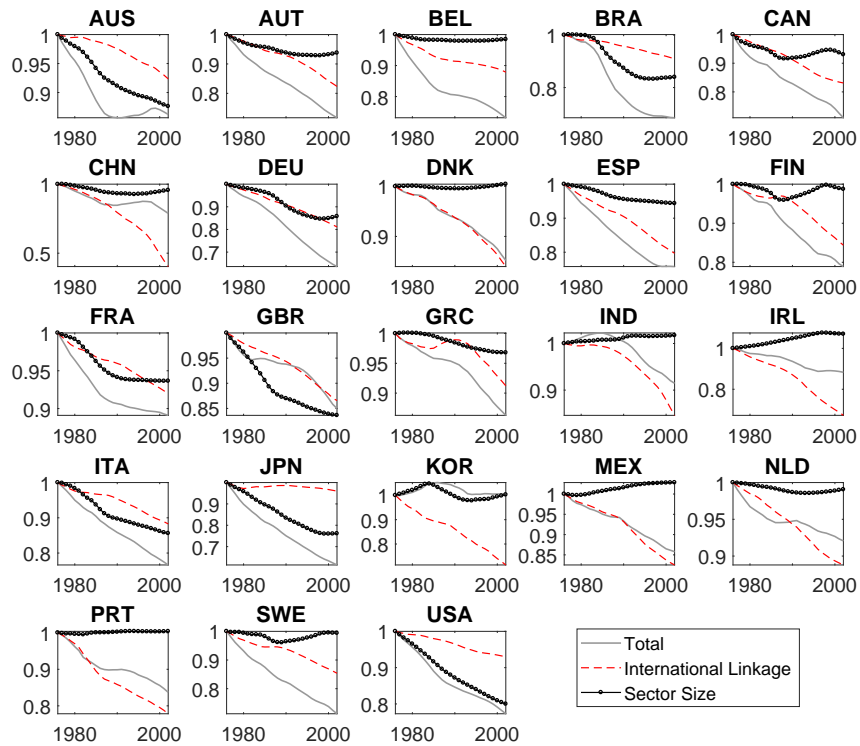 AUS AUT BEL BRA CAN
1 1 1 1 1
0.95 0.9 0.9 0.9
0.9 0.8 0.8 0.8 0.8
1980 2000 1980 2000 1980 2000 1980 2000 1980 2000
CHN DEU DNK ESP FIN
1 1 1 1
0.9 0.9 0.9
0.8
0.5 0.7 0.9 0.8 0.8
1980 2000 1980 2000 1980 2000 1980 2000 1980 2000
FRA GBR GRC IND IRL
1 1 1 1
0.95 0.95 0.95
0.9 0.9 0.8
0.9 0.85 0.9
1980 2000 1980 2000 1980 2000 1980 2000 1980 2000
ITA JPN KOR MEX NLD
1 1 1 1
0.9 0.9 0.95 0.95
0.8 0.9 0.9
0.8 0.7 0.8 0.85 0.9
1980 2000 1980 2000 1980 2000 1980 2000 1980 2000
PRT SWE USA
1 1 1
0.9 0.9 0.9
0.8 0.8 0.8
1980 2000 1980 2000 1980 2000
Total
International Linkage
Sector Size